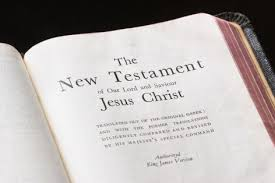 The
New Testament
of Our Lord and Saviour
Jesus Christ
TRANSLATED OUT OF THE ORIGINAL GREEK:
AND WITH THE FORMER TRANSLATIONS
DILIGENTLY COMPARED AND REVISED
BY HIS MAJESTY'S SPECIAL COMMAND
Authorized
King James Version